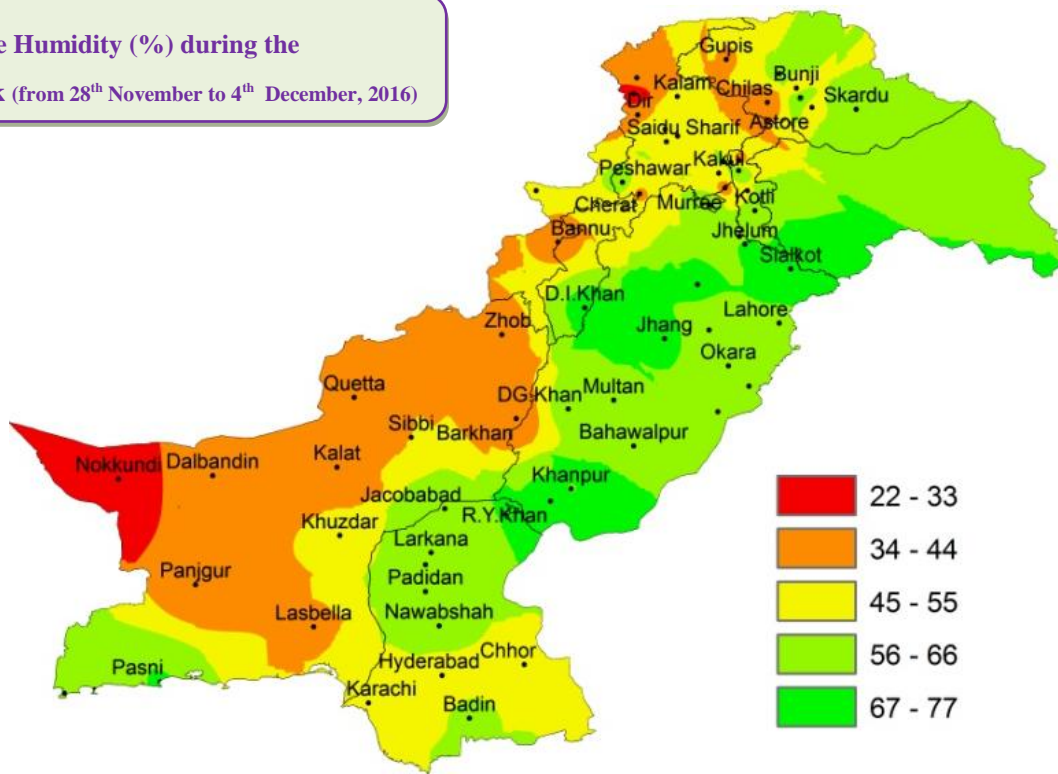 e Humidity (%) during the
k (from 28th November to 4th December, 2016)
Gupis
Kalam
Chilas
Bunji
Skardu
Dir
Astore
Saidu Sharif
Peshawar
Kakul
Cherat
Murree
Kotli
Bannu
Jhelum
Sialkot
D.I.Khan
Zhob
Jhang
Lahore
Okara
Quetta
DG-Khan
Multan
Sibbi
Barkhan
Bahawalpur
Nokkundi
Dalbandin
Kalat
Khanpur
Jacobabad
R.Y.Khan
Khuzdar
Larkana
Panjgur
Padidan
Lasbella
Nawabshah
Pasni
Hyderabad
Chhor
Karachi
Badin
22 - 33
34 - 44
45 - 55
56 - 66
67 - 77